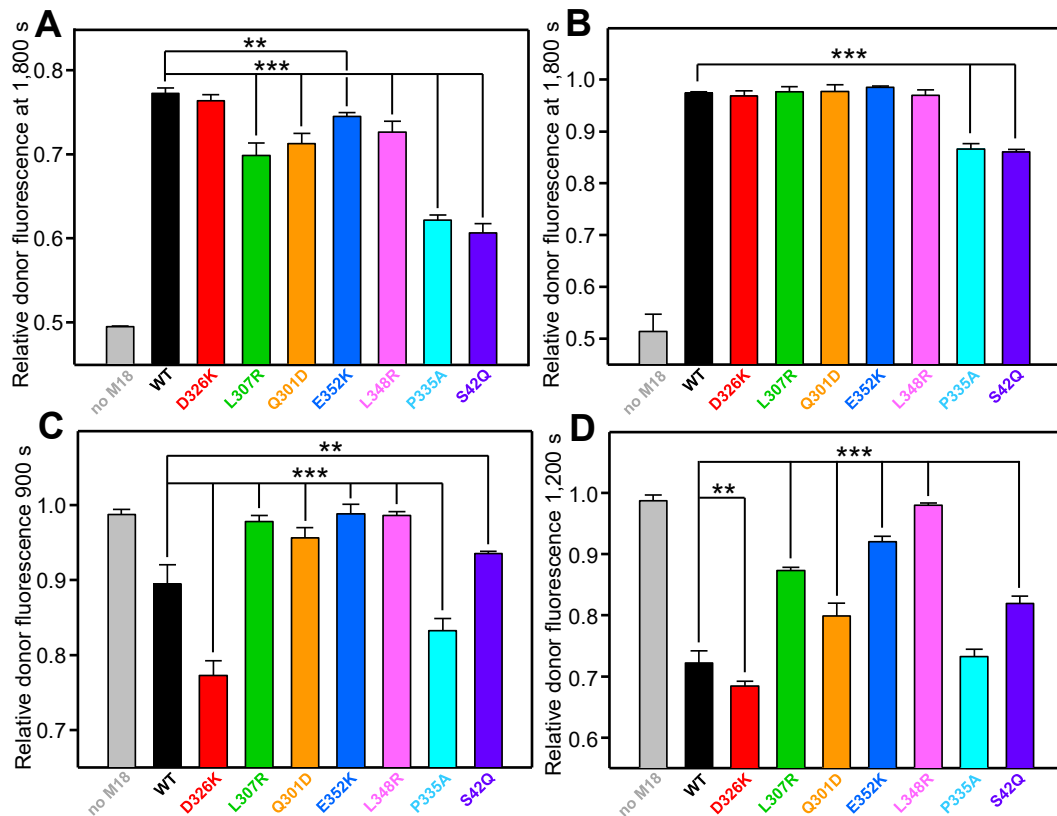 A
Relative donor fluorescence at 1,800 s
0.8
0.7
0.6
0.5
**
***
no M18
WT
D326K
L307R
Q301D
E352K
L348R
P335A
S42Q
B
Relative donor fluorescence at 1,800 s
1.0
0.9
0.8
0.7
0.6
0.5
***
no M18
WT
D326K
L307R
Q301D
E352K
L348R
P335A
S42Q
C
Relative donor fluorescence 900 s
1.0
0.9
0.8
0.7
**
***
no M18
WT
D326K
L307R
Q301D
E352K
L348R
P335A
S42Q
D
Relative donor fluorescence 1,200 s
1.0
0.9
0.8
0.7
0.6
***
**
no M18
WT
D326K
L307R
Q301D
E352K
L348R
P335A
S42Q